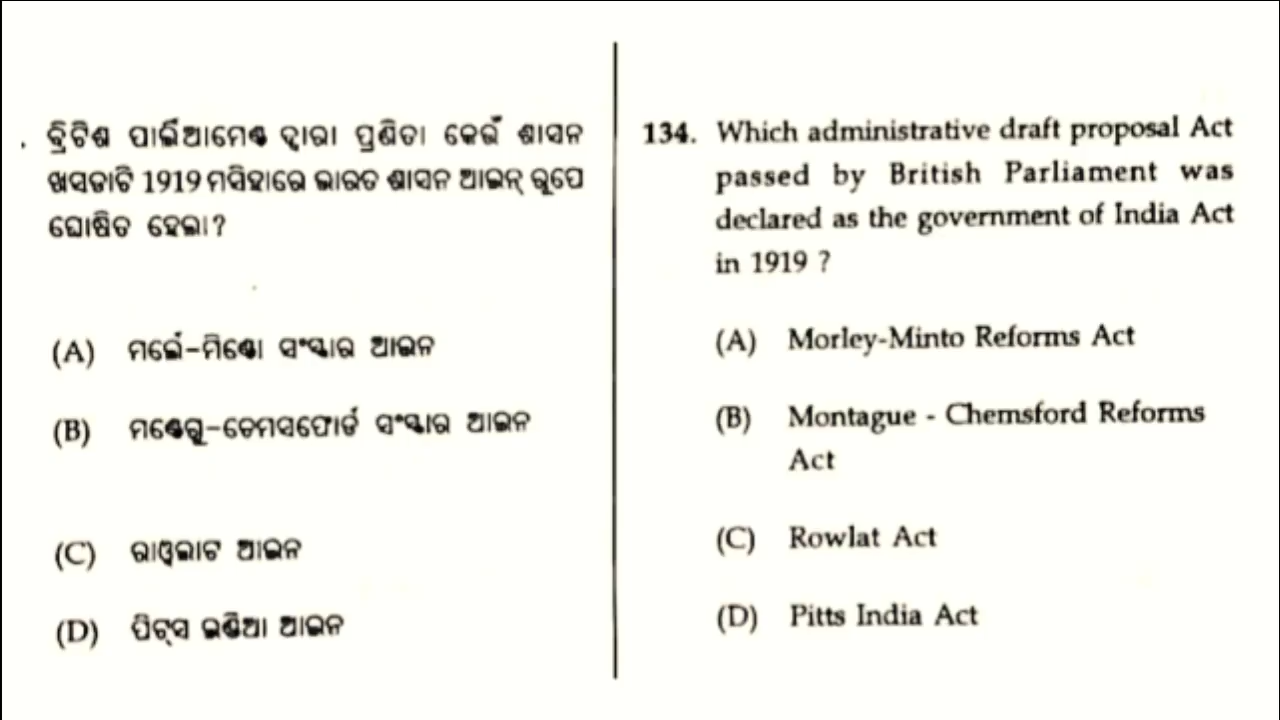 . ବ୍ରିଟିଶ ପାର୍ଲିଆମେଣ୍ଟ ଦ୍ୱାରା ପ୍ରଣିତା କେଉଁ ଶାସନ
ଖସଡାଟି 1919 ମସିହାରେ ଭାରତ ଶାସନ ଆଇନ୍ ରୂପେ
ଘୋଷିତ ହେଲା?
(A) ମର୍ଲେ-ମିଣ୍ଟୋ ସଂସ୍କାର ଆଇନ
(B) ମଣ୍ଟେଗୁ-ଚେମସଫୋର୍ଡ ସଂସ୍କାର ଆଇନ
(C) ରାଓ୍ଵଲାଟ ଆଇନ
(D) ପିଟ୍‌ସ ଇଣ୍ଡିଆ ଆଇନ
134. Which administrative draft proposal Act
passed by British Parliament was
declared as the government of India Act
in 1919 ?
(A) Morley-Minto Reforms Act
(B) Montague - Chemsford Reforms
Act
(C) Rowlat Act
(D) Pitts India Act